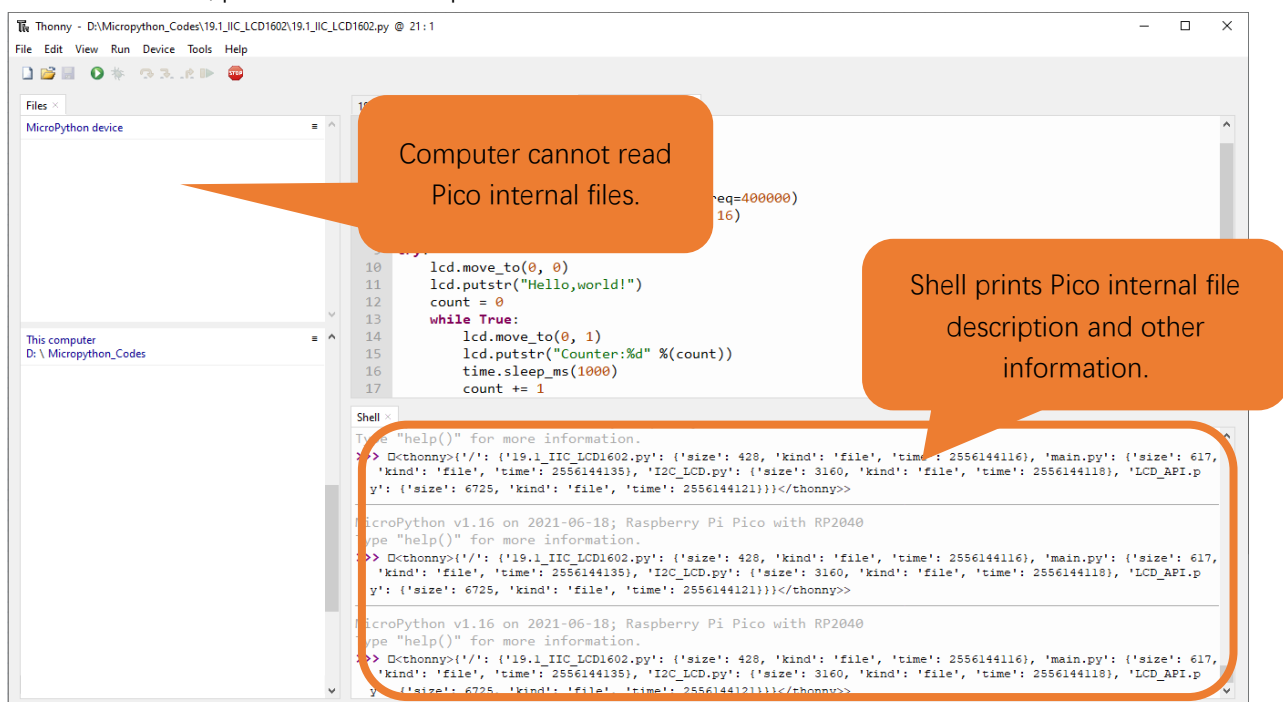 Thonny - D:\Micropython_Codes\19.1_IIC_LCD1602\19.1_IIC_LCD1602.py @ 21 : 1
File Edit View Run Device Tools Help
Files
MicroPython device
This computer
D: \ Micropython_Codes
Computer cannot read
Pico internal files.
req=400000)
16)
10 lcd.move_to(0, 0)
11 lcd.putstr("Hello,world!")
12 count = 0
13 while True:
14 lcd.move_to(0, 1)
15 lcd.putstr("Counter:%d" %(count))
16 time.sleep_ms(1000)
17 count += 1
Shell prints Pico internal file
description and other
information.
Shell
Type "help()" for more information.
>>> □<thonny>{'/': {'19.1_IIC_LCD1602.py': {'size': 428, 'kind': 'file', 'time': 2556144116}, 'main.py': {'size': 617,
'kind': 'file', 'time': 2556144135}, 'I2C_LCD.py': {'size': 3160, 'kind': 'file', 'time': 2556144118}, 'LCD_API.p
y': {'size': 6725, 'kind': 'file', 'time': 2556144121}}}</thonny>>
MicroPython v1.16 on 2021-06-18; Raspberry Pi Pico with RP2040
Type "help()" for more information.
>>> □<thonny>{'/': {'19.1_IIC_LCD1602.py': {'size': 428, 'kind': 'file', 'time': 2556144116}, 'main.py': {'size': 617,
'kind': 'file', 'time': 2556144135}, 'I2C_LCD.py': {'size': 3160, 'kind': 'file', 'time': 2556144118}, 'LCD_API.p
y': {'size': 6725, 'kind': 'file', 'time': 2556144121}}}</thonny>>
MicroPython v1.16 on 2021-06-18; Raspberry Pi Pico with RP2040
Type "help()" for more information.
>>> □<thonny>{'/': {'19.1_IIC_LCD1602.py': {'size': 428, 'kind': 'file', 'time': 2556144116}, 'main.py': {'size': 617,
'kind': 'file', 'time': 2556144135}, 'I2C_LCD.py': {'size': 3160, 'kind': 'file', 'time': 2556144118}, 'LCD_API.p
y': {'size': 6725, 'kind': 'file', 'time': 2556144121}}}</thonny>>